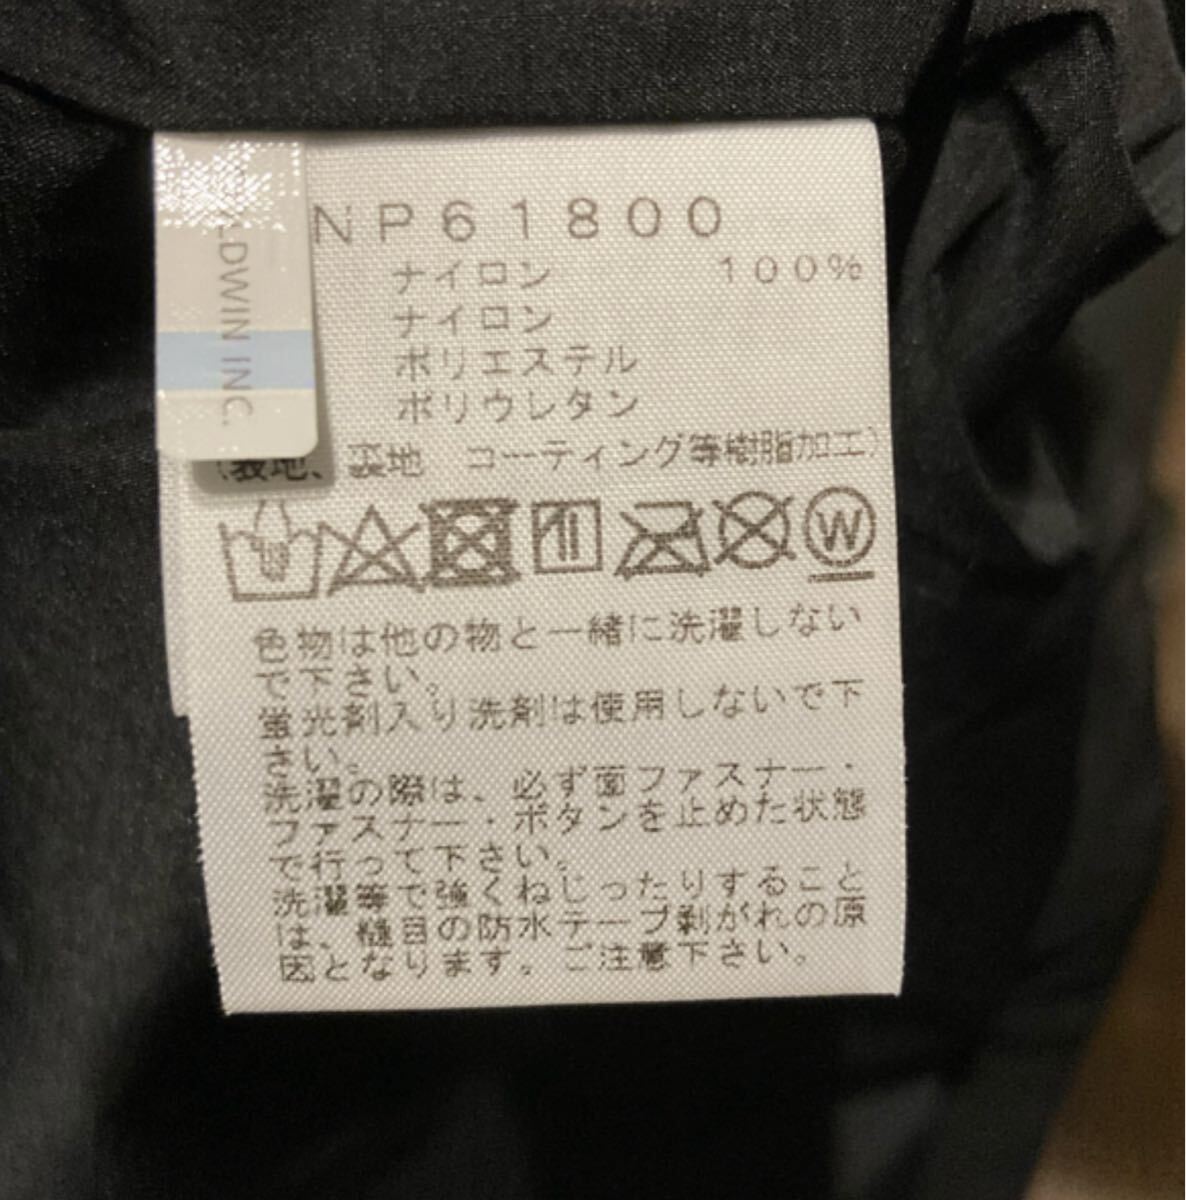 LDWIN INC.
NP61800
ナイロン 100%
ナイロン
ポリエステル
ポリウレタン
(表地、裏地 コーティング等樹脂加工)
W
色物は他の物と一緒に洗濯しない
で下さい。
蛍光剤入り洗剤は使用しないで下
さい。
洗濯の際は、必ず面ファスナー・
ファスナー・ボタンを止めた状態
で行って下さい。
洗濯等で強くねじったりすること
は、縫目の防水テープ剥がれの原
因となります。ご注意下さい。